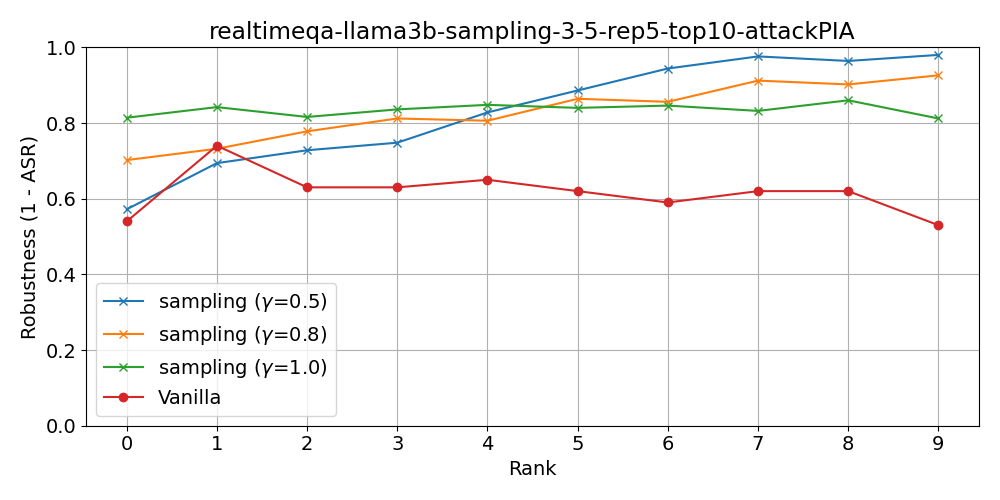 realtimeqa-llama3b-sampling-3-5-rep5-top10-attackPIA
Robustness (1 - ASR)
1.0
0.8
0.6
0.4
0.2
0.0
sampling (γ=0.5)
sampling (γ=0.8)
sampling (γ=1.0)
Vanilla
0 1 2 3 4 5 6 7 8 9
Rank